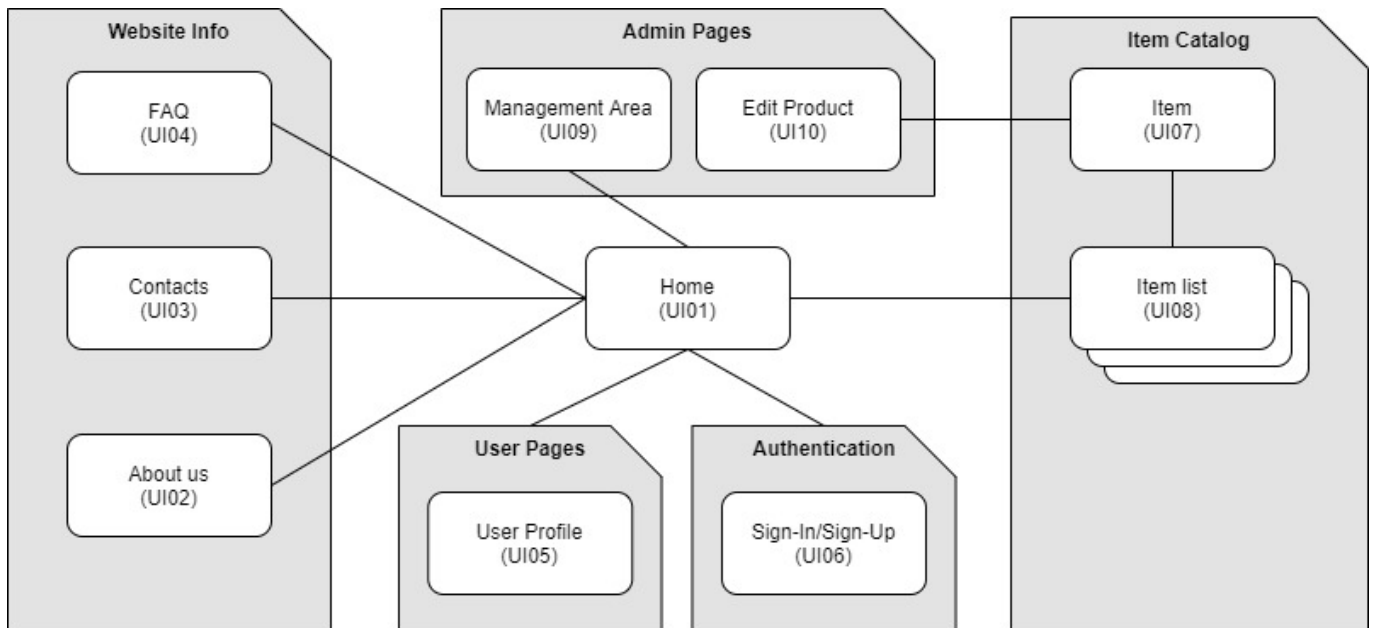 Website Info
FAQ
(UI04)
Contacts
(UI03)
About us
(UI02)
Admin Pages
Management Area
(UI09)
Edit Product
(UI10)
Home
(UI01)
User Pages
User Profile
(UI05)
Authentication
Sign-In/Sign-Up
(UI06)
Item Catalog
Item
(UI07)
Item list
(UI08)